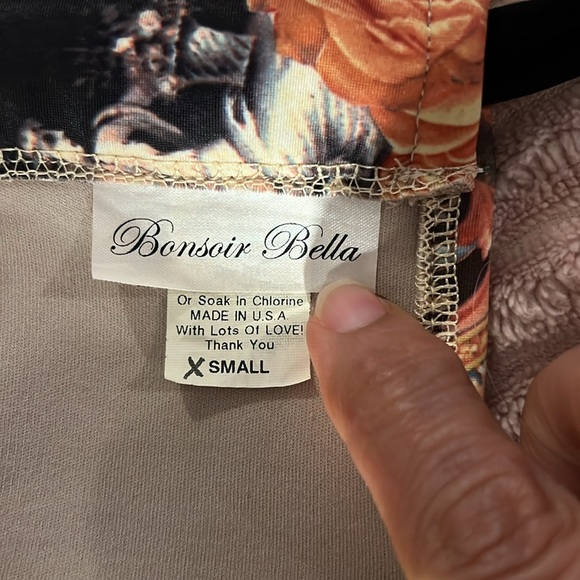 Bonsoir Bella
Or Soak In Chlorine
MADE IN U.S.A
With Lots Of LOVE!
Thank You
X SMALL